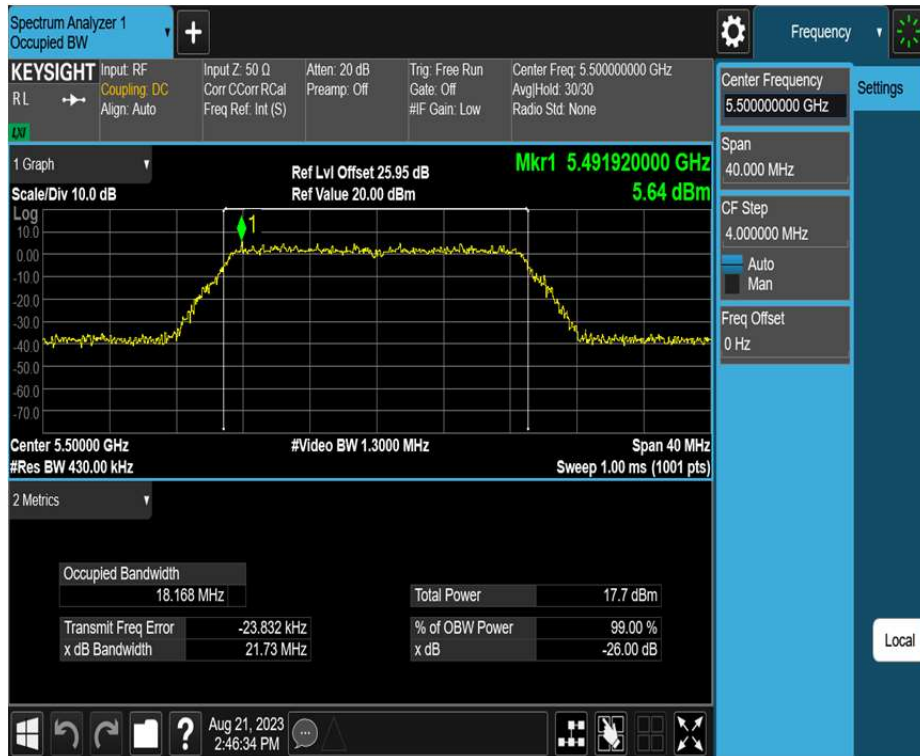 Spectrum Analyzer 1
Occupied BW
+
Frequency
KEYSIGHT
R L
LXI
Input: RF
Coupling: DC
Align: Auto
Input Z: 50 Ω
Corr CCorr RCal
Freq Ref: Int (S)
Atten: 20 dB
Preamp: Off
Trig: Free Run
Gate: Off
#IF Gain: Low
Center Freq: 5.500000000 GHz
Avg|Hold: 30/30
Radio Std: None
Center Frequency
5.500000000 GHz
Settings
Span
40.000 MHz
CF Step
4.000000 MHz
Auto
Man
Freq Offset
0 Hz
1 Graph
Scale/Div 10.0 dB
Ref Lvl Offset 25.95 dB
Ref Value 20.00 dBm
Mkr1 5.491920000 GHz
5.64 dBm
Log
10.0
0.00
-10.0
-20.0
-30.0
-40.0
-50.0
-60.0
-70.0
1
Center 5.50000 GHz
#Video BW 1.3000 MHz
Span 40 MHz
#Res BW 430.00 kHz
Sweep 1.00 ms (1001 pts)
2 Metrics
Occupied Bandwidth
18.168 MHz
Total Power 17.7 dBm
Transmit Freq Error -23.832 kHz
% of OBW Power 99.00 %
x dB Bandwidth 21.73 MHz
x dB -26.00 dB
Local
?
Aug 21, 2023
2:46:34 PM